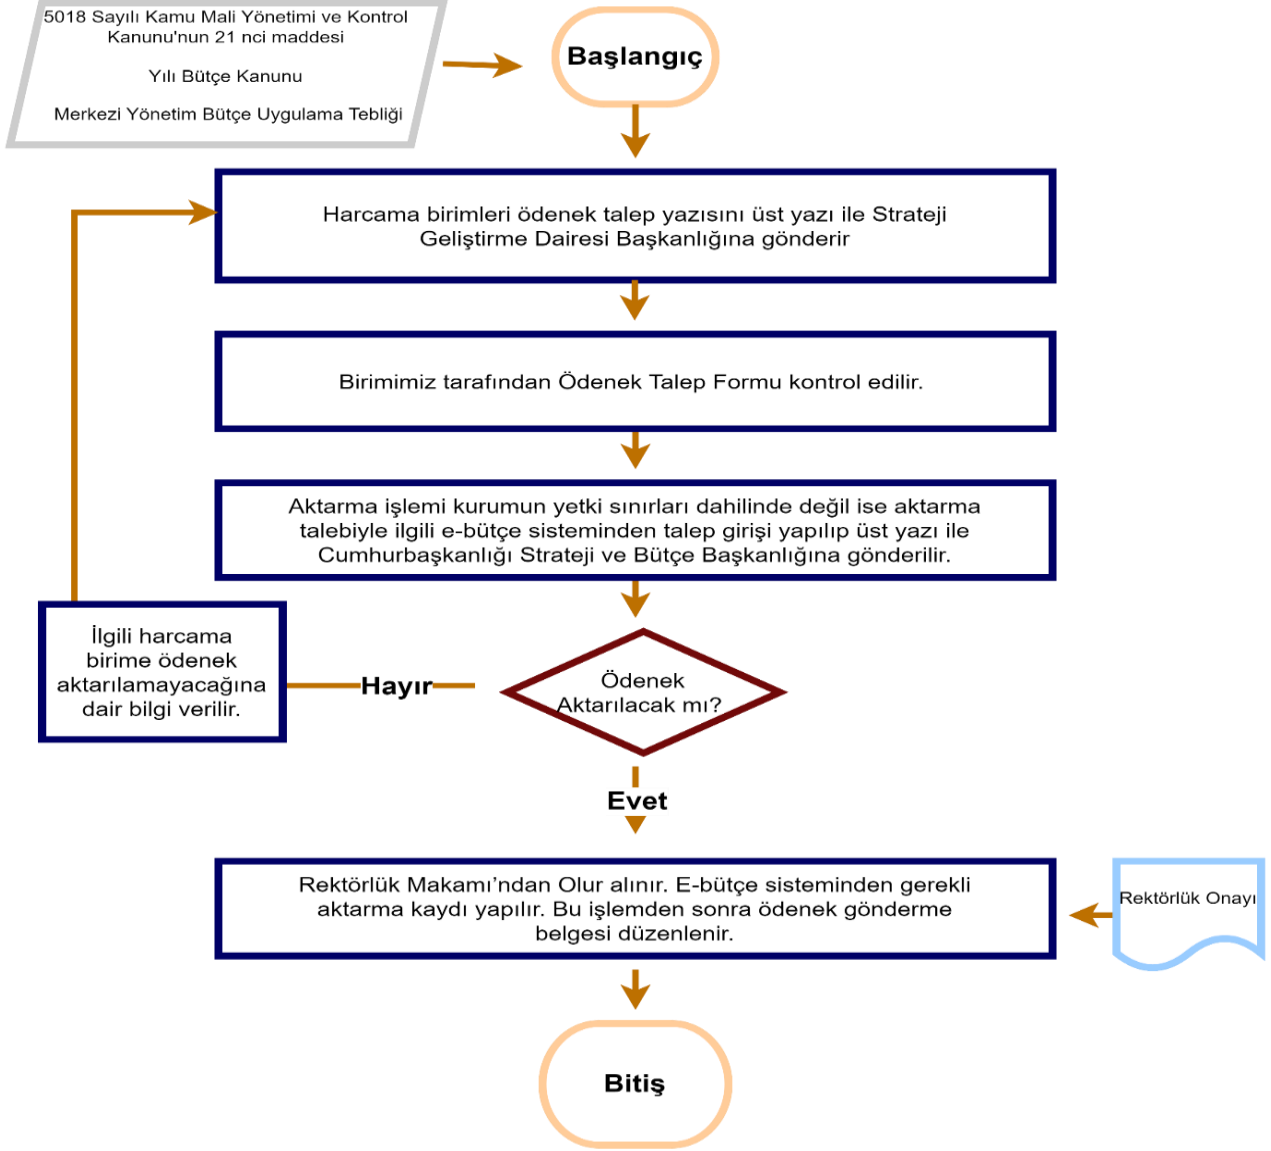 5018 Sayılı Kamu Mali Yönetimi ve Kontrol
Kanunu'nun 21 nci maddesi
Yılı Bütçe Kanunu
Merkezi Yönetim Bütçe Uygulama Tebliği
Başlangıç
Harcama birimleri ödenek talep yazısını üst yazı ile Strateji
Geliştirme Dairesi Başkanlığına gönderir
Birimimiz tarafından Ödenek Talep Formu kontrol edilir.
Aktarma işlemi kurumun yetki sınırları dahilinde değil ise aktarma
talebiyle ilgili e-bütçe sisteminden talep girişi yapılıp üst yazı ile
Cumhurbaşkanlığı Strateji ve Bütçe Başkanlığına gönderilir.
İlgili harcama
birime ödenek
aktarılamayacağına
dair bilgi verilir.
Hayır
Ödenek
Aktarılacak mı?
Evet
Rektörlük Makamı’ndan Olur alınır. E-bütçe sisteminden gerekli
aktarma kaydı yapılır. Bu işlemden sonra ödenek gönderme
belgesi düzenlenir.
Rektörlük Onayı
Bitiş